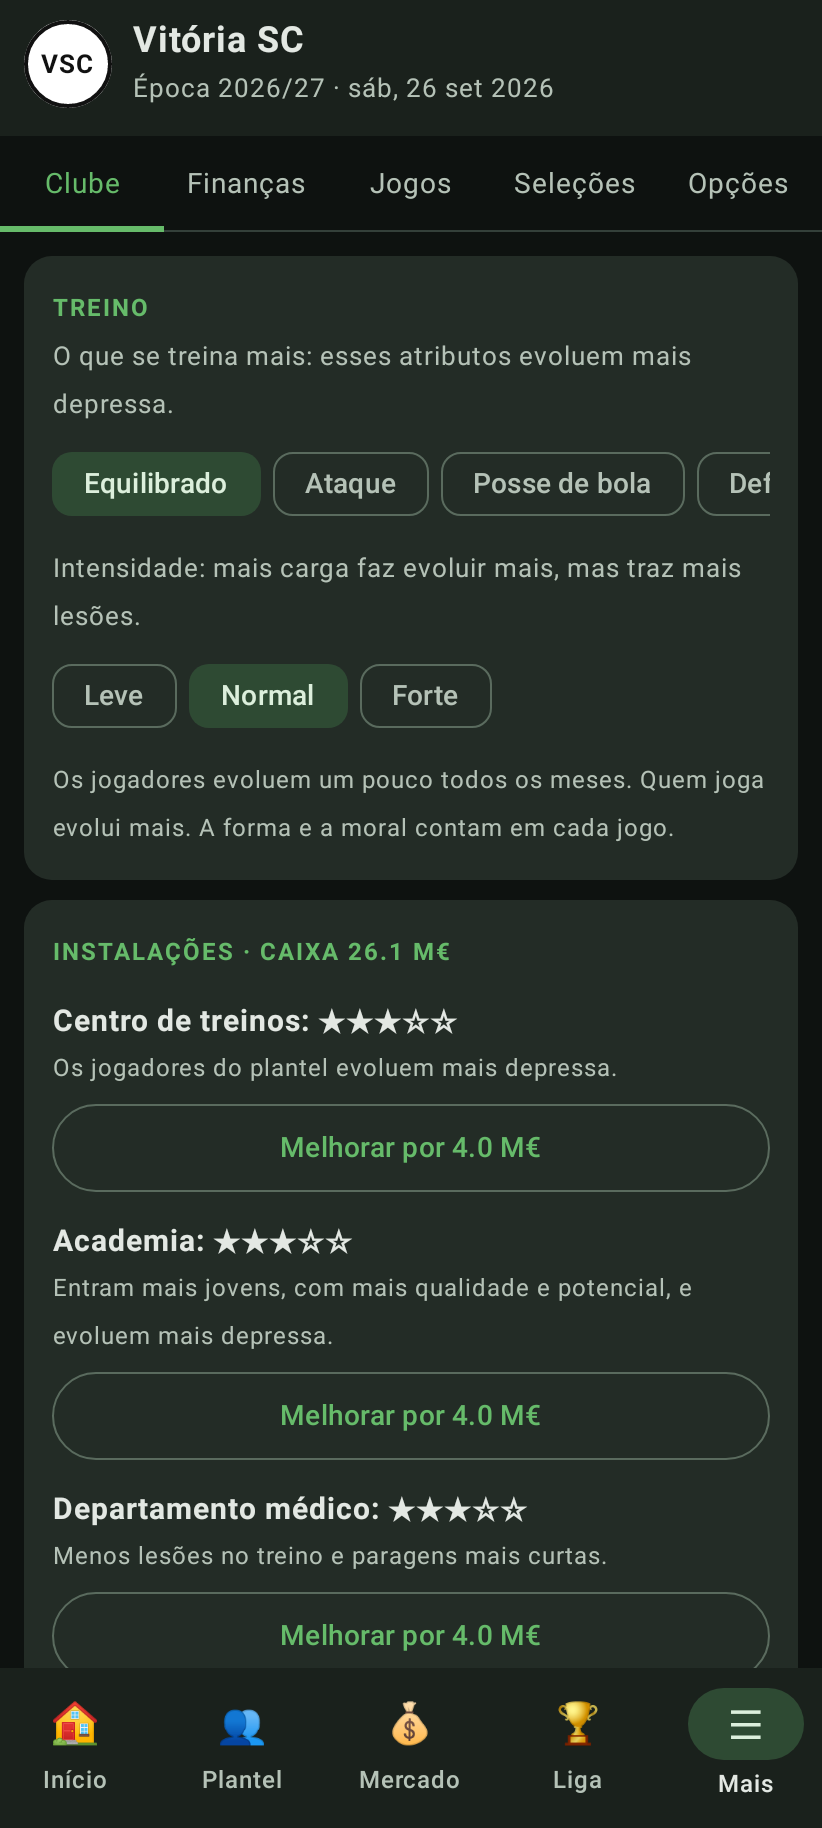 VSC
Vitória SC
Época 2026/27 · sáb, 26 set 2026
Clube Finanças Jogos Seleções Opções
TREINO
O que se treina mais: esses atributos evoluem mais
depressa.
Equilibrado Ataque Posse de bola Def
Intensidade: mais carga faz evoluir mais, mas traz mais
lesões.
Leve Normal Forte
Os jogadores evoluem um pouco todos os meses. Quem joga
evolui mais. A forma e a moral contam em cada jogo.
INSTALAÇÕES · CAIXA 26.1 M€
Centro de treinos: ★★★☆☆
Os jogadores do plantel evoluem mais depressa.
Melhorar por 4.0 M€
Academia: ★★★☆☆
Entram mais jovens, com mais qualidade e potencial, e
evoluem mais depressa.
Melhorar por 4.0 M€
Departamento médico: ★★★☆☆
Menos lesões no treino e paragens mais curtas.
Melhorar por 4.0 M€
Início Plantel Mercado Liga Mais